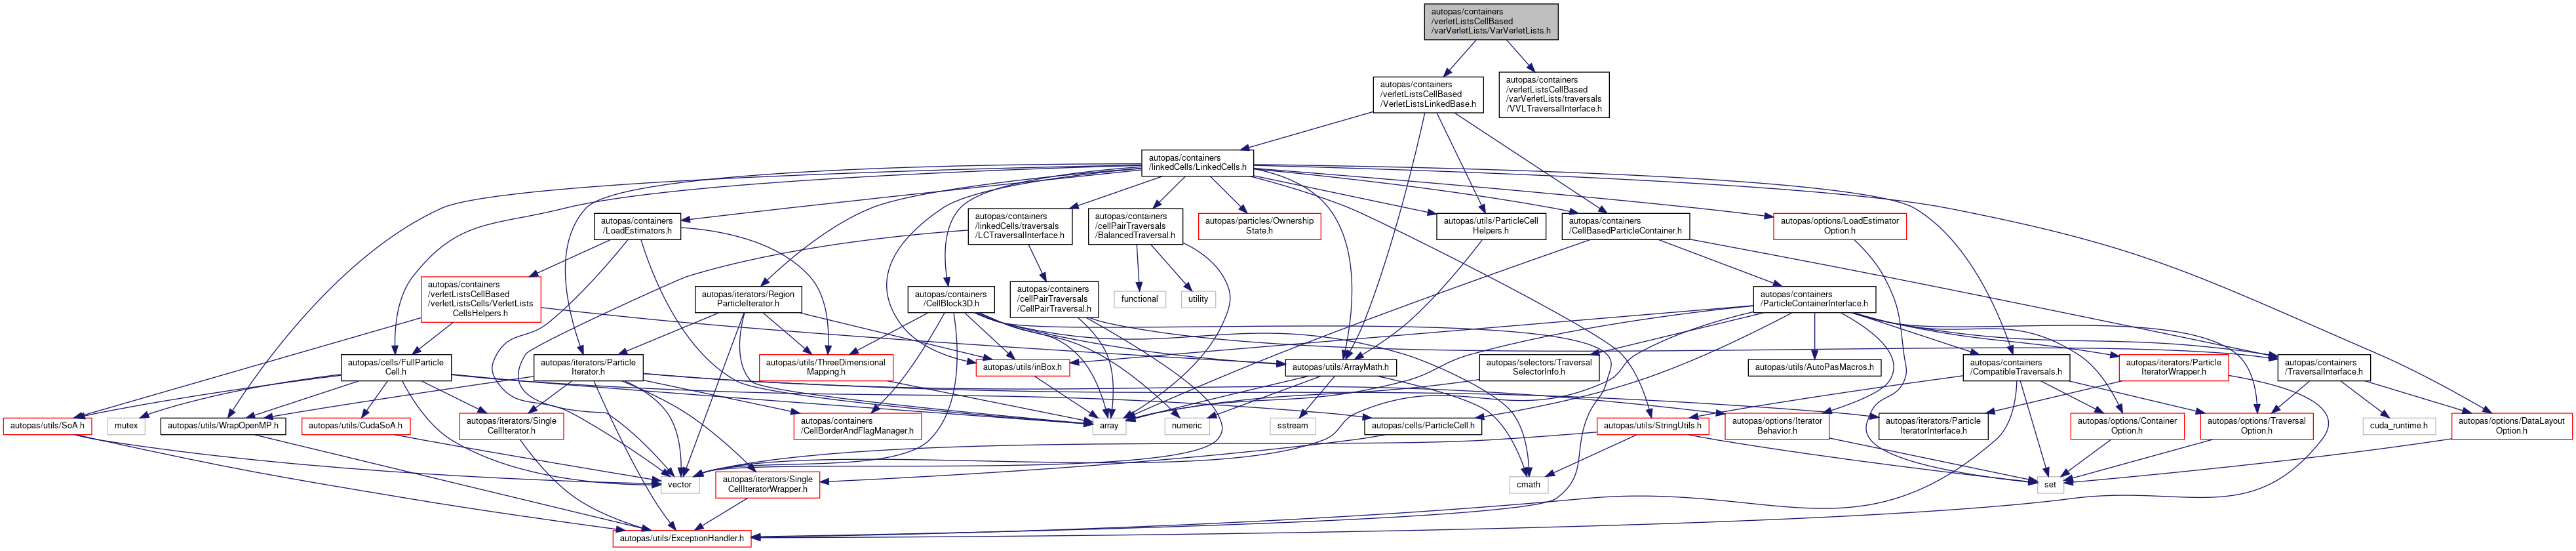 autopas/containers
/verletListsCellBased
/varVerletLists/VarVerletLists.h
autopas/containers
/verletListsCellBased
/VerletListsLinkedBase.h
autopas/containers
/verletListsCellBased
/varVerletLists/traversals
/VVLTraversalInterface.h
autopas/containers
/linkedCells/LinkedCells.h
autopas/containers
/LoadEstimators.h
autopas/containers
/linkedCells/traversals
/LCTraversalInterface.h
autopas/containers
/cellPairTraversals
/BalancedTraversal.h
autopas/particles/Ownership
State.h
autopas/utils/ParticleCell
Helpers.h
autopas/containers
/CellBasedParticleContainer.h
autopas/options/LoadEstimator
Option.h
autopas/containers
/verletListsCellBased
/verletListsCells/VerletLists
CellsHelpers.h
autopas/iterators/Region
ParticleIterator.h
autopas/containers
/CellBlock3D.h
autopas/containers
/cellPairTraversals
/CellPairTraversal.h
functional
utility
autopas/containers
/ParticleContainerInterface.h
autopas/cells/FullParticle
Cell.h
autopas/iterators/Particle
Iterator.h
autopas/utils/ThreeDimensional
Mapping.h
autopas/utils/inBox.h
autopas/utils/ArrayMath.h
autopas/selectors/Traversal
SelectorInfo.h
autopas/utils/AutoPasMacros.h
autopas/containers
/CompatibleTraversals.h
autopas/iterators/Particle
IteratorWrapper.h
autopas/containers
/TraversalInterface.h
autopas/utils/SoA.h
mutex
autopas/utils/WrapOpenMP.h
autopas/utils/CudaSoA.h
autopas/iterators/Single
CellIterator.h
autopas/containers
/CellBorderAndFlagManager.h
array
numeric
sstream
autopas/cells/ParticleCell.h
autopas/utils/StringUtils.h
autopas/options/Iterator
Behavior.h
autopas/iterators/Particle
IteratorInterface.h
autopas/options/Container
Option.h
autopas/options/Traversal
Option.h
cuda_runtime.h
autopas/options/DataLayout
Option.h
vector
autopas/iterators/Single
CellIteratorWrapper.h
cmath
set
autopas/utils/ExceptionHandler.h